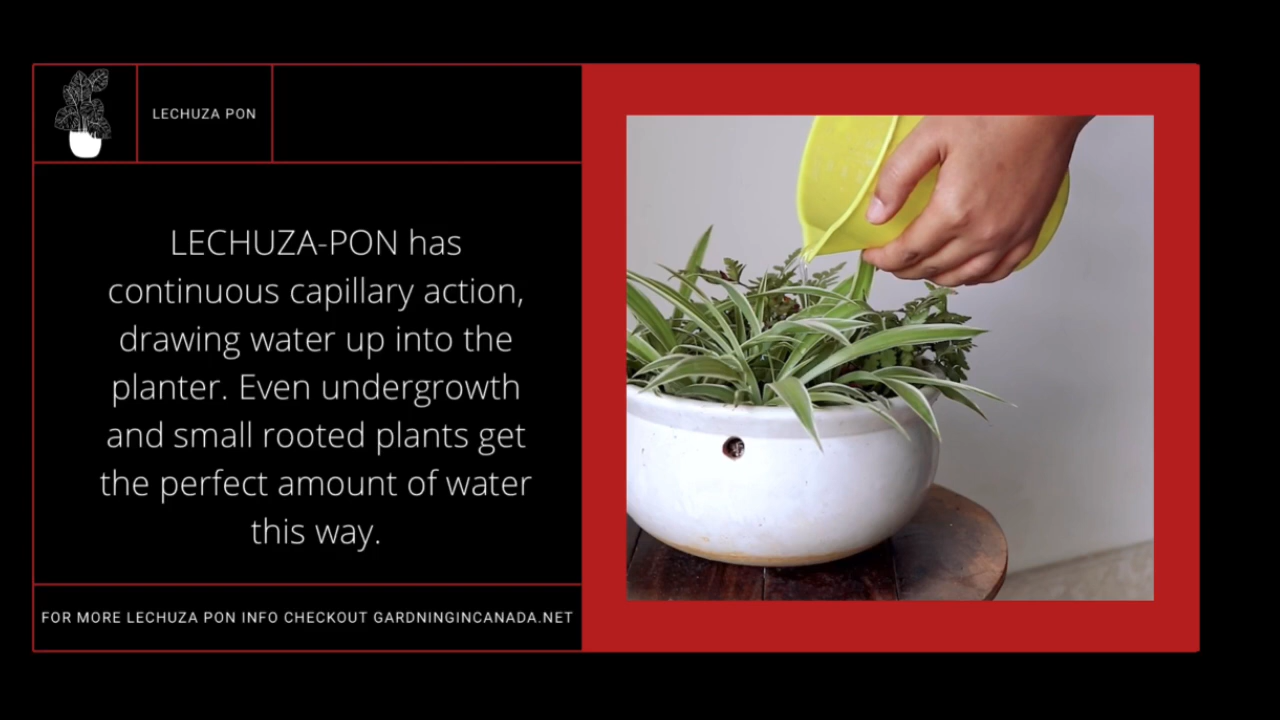 LECHUZA PON
LECHUZA-PON has
continuous capillary action,
drawing water up into the
planter. Even undergrowth
and small rooted plants get
the perfect amount of water
this way.
FOR MORE LECHUZA PON INFO CHECKOUT GARDNINGINCANADA.NET